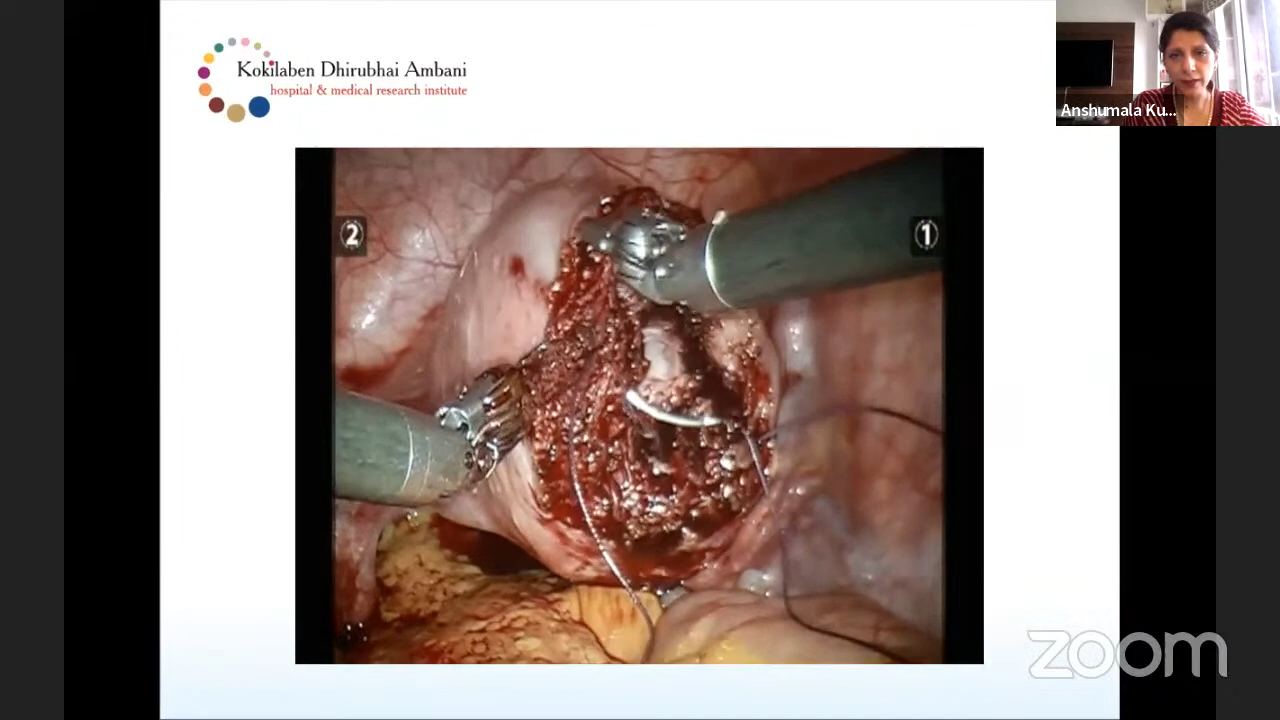 Kokilaben Dhirubhai Ambani
hospital & medical research institute
Anshumala Ku...
2
1
zoom